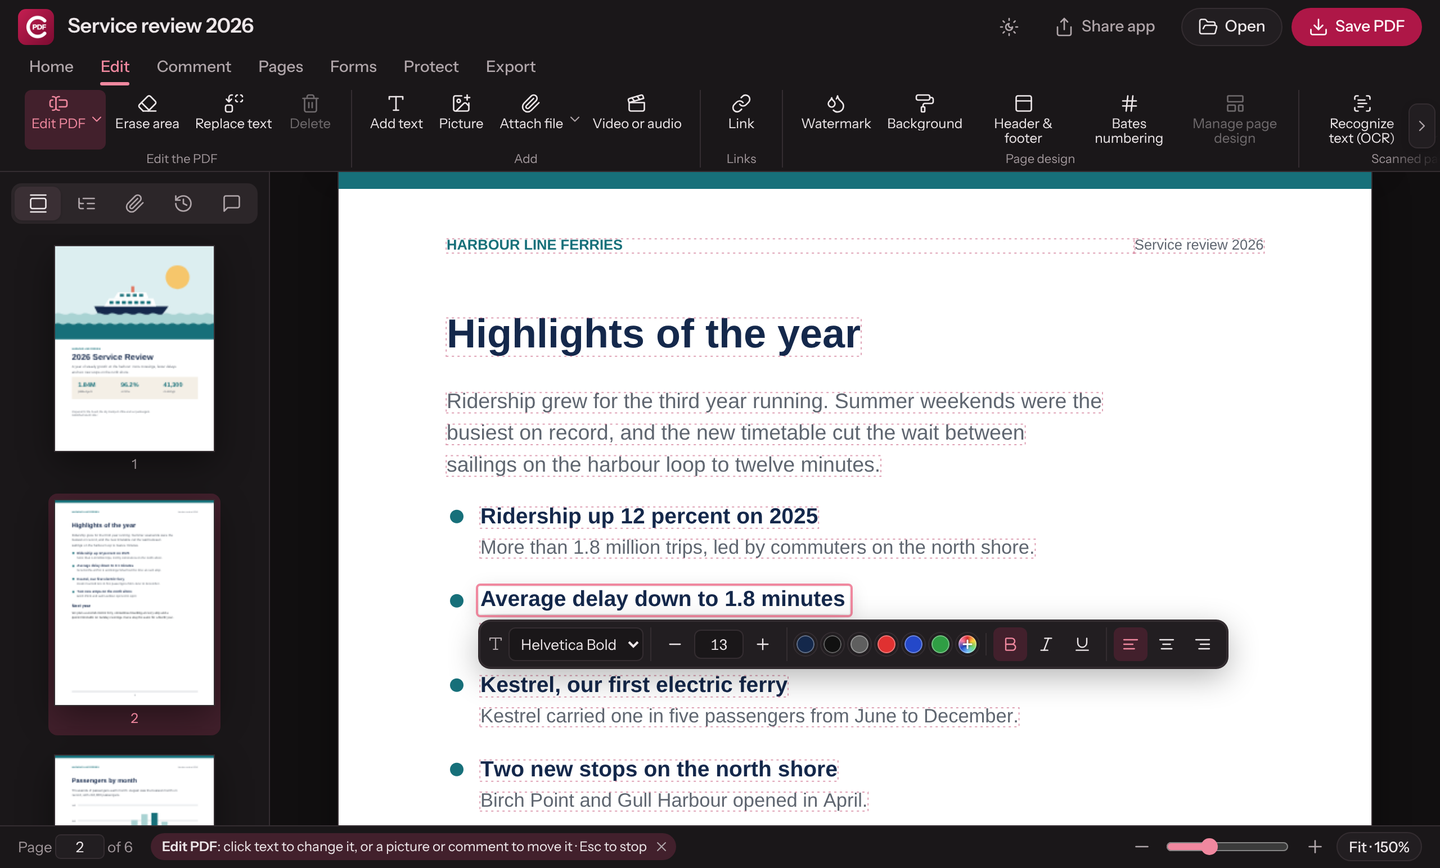 PDF
Service review 2026
Share app
Open
Save PDF
Home
Edit
Comment
Pages
Forms
Protect
Export
Edit PDF
Erase area
Replace text
Delete
Add text
Picture
Attach file
Video or audio
Link
Watermark
Background
Header & footer
Bates numbering
Manage page design
Recognize text (OCR)
Edit the PDF
Add
Links
Page design
Scanned
2026 Service Review
1.84M
96.2%
41,300
1
Highlights of the year
2
Passengers by month
HARBOUR LINE FERRIES
Service review 2026
Highlights of the year
Ridership grew for the third year running. Summer weekends were the
busiest on record, and the new timetable cut the wait between
sailings on the harbour loop to twelve minutes.
Ridership up 12 percent on 2025
More than 1.8 million trips, led by commuters on the north shore.
Average delay down to 1.8 minutes
T Helvetica Bold
13
B I U
Kestrel, our first electric ferry
Kestrel carried one in five passengers from June to December.
Two new stops on the north shore
Birch Point and Gull Harbour opened in April.
Page 2 of 6
Edit PDF: click text to change it, or a picture or comment to move it · Esc to stop
Fit · 150%